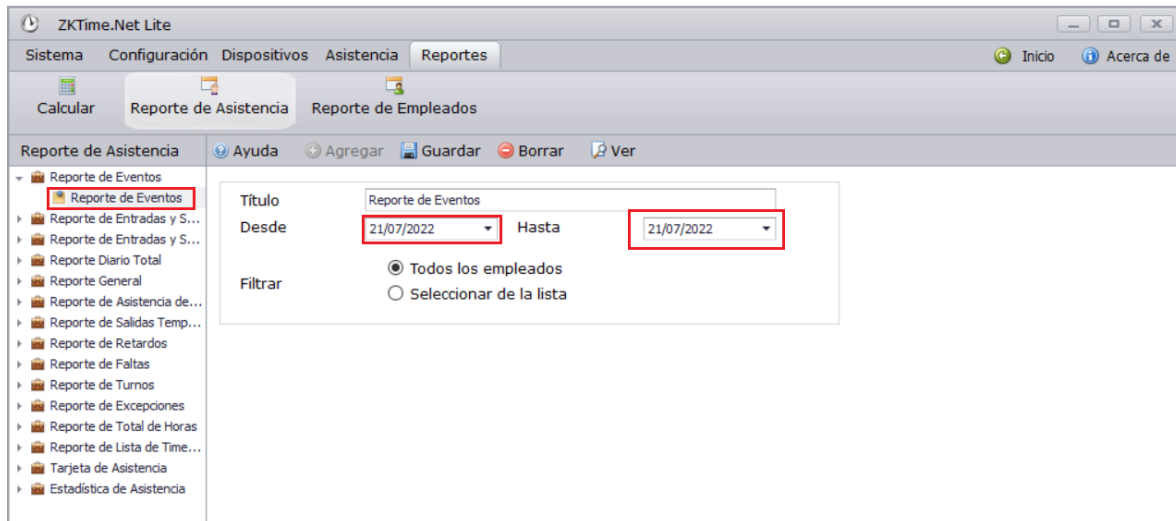 ZKTime.Net Lite
Sistema Configuración Dispositivos Asistencia Reportes Inicio Acerca de
Calcular Reporte de Asistencia Reporte de Empleados
Reporte de Asistencia Ayuda Agregar Guardar Borrar Ver
Reporte de Eventos
Reporte de Eventos
Reporte de Entradas y S...
Reporte de Entradas y S...
Reporte Diario Total
Reporte General
Reporte de Asistencia de...
Reporte de Salidas Temp...
Reporte de Retardos
Reporte de Faltas
Reporte de Turnos
Reporte de Excepciones
Reporte de Total de Horas
Reporte de Lista de Time...
Tarjeta de Asistencia
Estadística de Asistencia
Título Reporte de Eventos
Desde 21/07/2022 Hasta 21/07/2022
Filtrar
Todos los empleados
Seleccionar de la lista